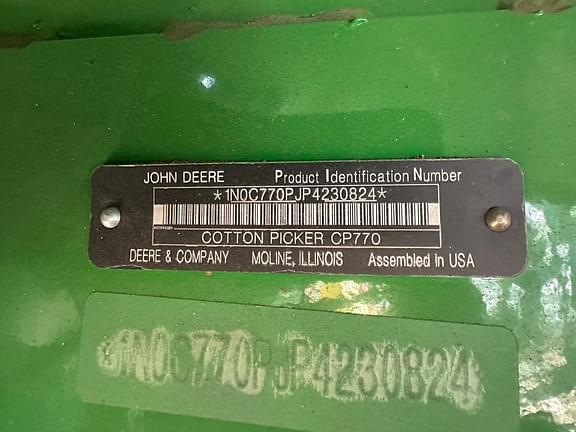 JOHN DEERE Product Identification Number
*1N0C770PJP4230824*
COTTON PICKER CP770
DEERE & COMPANY MOLINE, ILLINOIS Assembled In USA
*1N0C770PJP4230824*